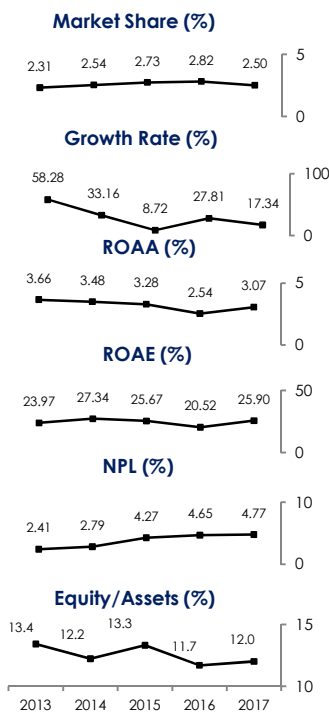 Market Share (%)
2.31 2.54 2.73 2.82 2.50
5
0
Growth Rate (%)
58.28 33.16 8.72 27.81 17.34
100
0
ROAA (%)
3.66 3.48 3.28 2.54 3.07
5
0
ROAE (%)
23.97 27.34 25.67 20.52 25.90
50
0
NPL (%)
2.41 2.79 4.27 4.65 4.77
10
0
Equity/Assets (%)
13.4 12.2 13.3 11.7 12.0
15
10
2013 2014 2015 2016 2017